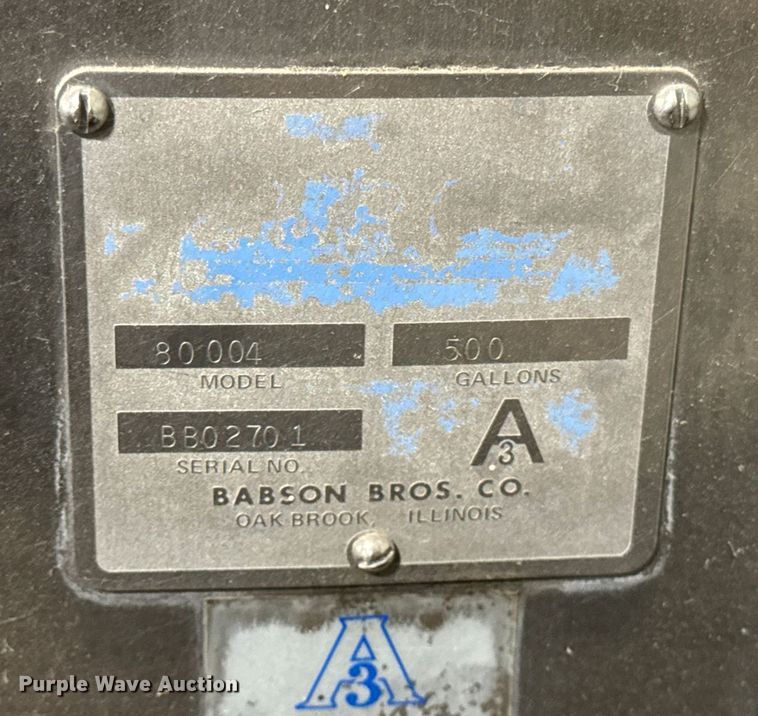 80004 500
MODEL GALLONS
BB02701
SERIAL NO. A
3
BABSON BROS. CO.
OAK BROOK, ILLINOIS
A
3
Purple Wave Auction